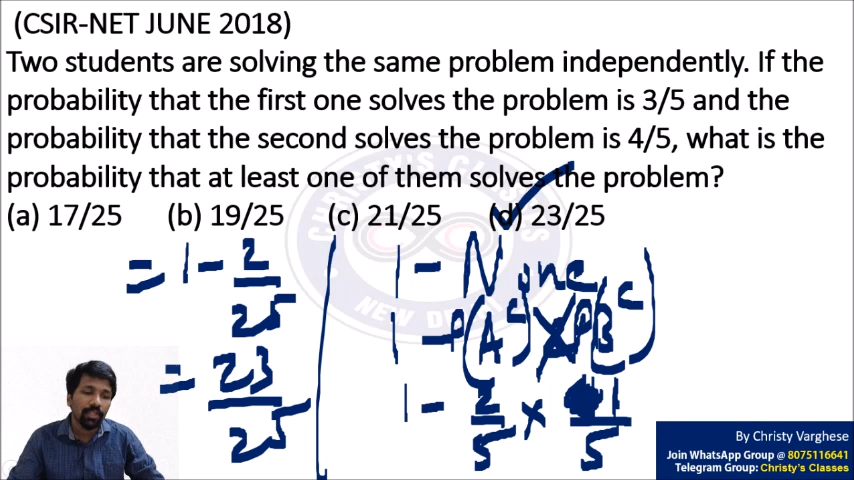 (CSIR-NET JUNE 2018)
Two students are solving the same problem independently. If the
probability that the first one solves the problem is 3/5 and the
probability that the second solves the problem is 4/5, what is the
probability that at least one of them solves the problem?
(a) 17/25 (b) 19/25 (c) 21/25 (d) 23/25
1 - None
1 - P(A^c) × P(B^c)
1 - 2/5 × 1/5
= 1 - 2/25
= 23/25
CHRISTY'S CLASSES
NEW DELHI
By Christy Varghese
Join WhatsApp Group @ 8075116641
Telegram Group: Christy's Classes